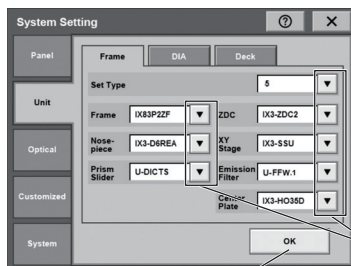 System Setting
?
X
Panel
Unit
Optical
Customized
System
Frame
DIA
Deck
Set Type
5
Frame
IX83P2ZF
ZDC
IX3-ZDC2
Nose-
piece
IX3-D6REA
XY
Stage
IX3-SSU
Prism
Slider
U-DICTS
Emission
Filter
U-FFW.1
Center
Plate
IX3-HO35D
OK